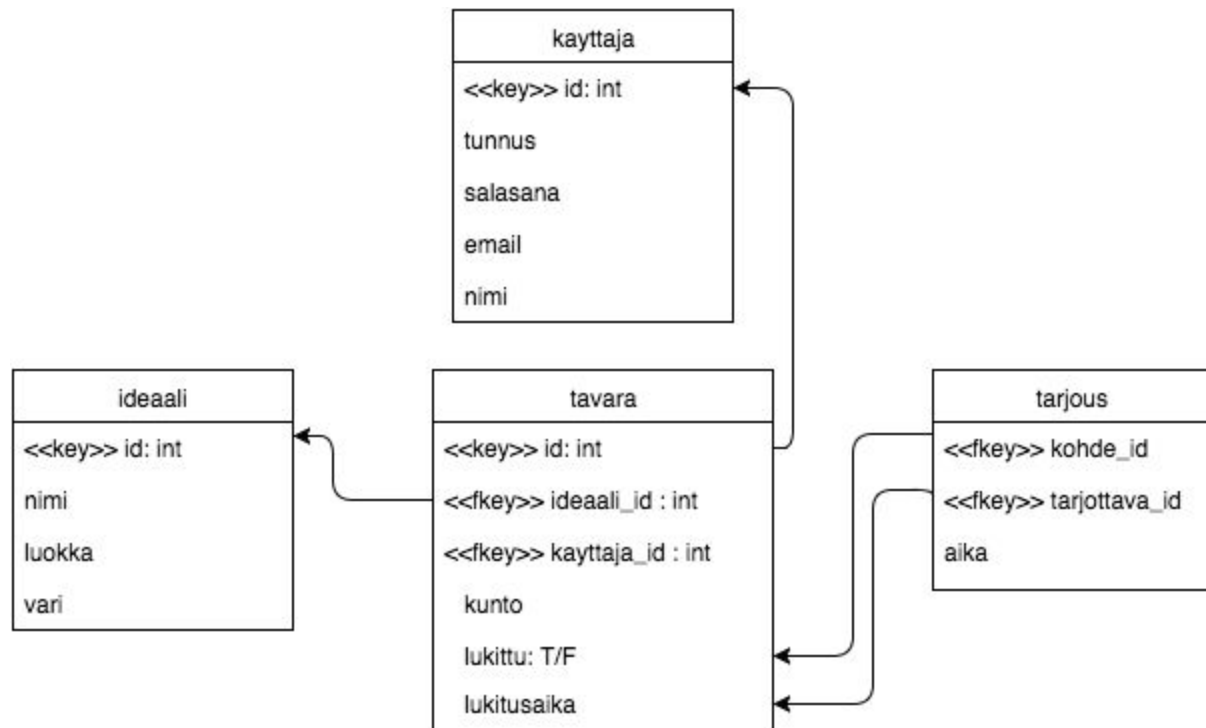 kayttaja
<<key>> id: int
tunnus
salasana
email
nimi
ideaali
<<key>> id: int
nimi
luokka
vari
tavara
<<key>> id: int
<<fkey>> ideaali_id : int
<<fkey>> kayttaja_id : int
kunto
lukittu: T/F
lukitusaika
tarjous
<<fkey>> kohde_id
<<fkey>> tarjottava_id
aika